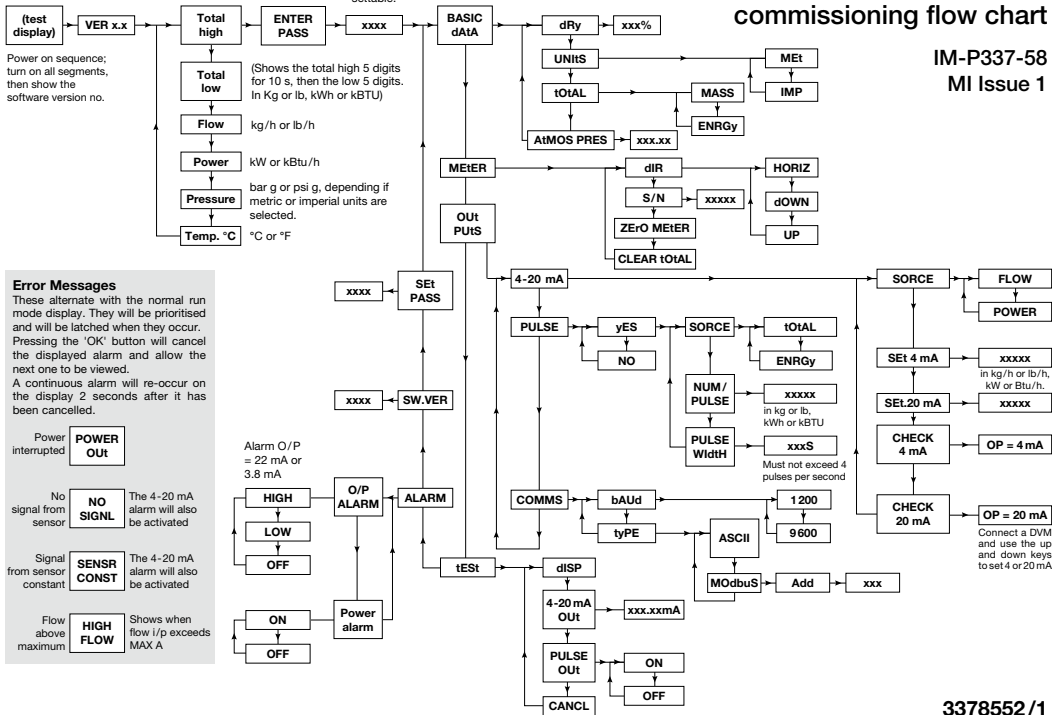 settable.
commissioning flow chart
IM-P337-58
MI Issue 1
(test
display)
VER x.x
Total
high
ENTER
PASS
xxxx
BASIC
dAtA
dRy
xxx%
Power on sequence;
turn on all segments,
then show the
software version no.
Total
low
(Shows the total high 5 digits
for 10 s, then the low 5 digits.
In Kg or lb, kWh or kBTU)
UNItS
MEt
IMP
tOtAL
MASS
ENRGy
Flow
kg/h or lb/h
AtMOS PRES
xxx.xx
Power
kW or kBtu/h
MEtER
dIR
HORIZ
Pressure
bar g or psi g, depending if
metric or imperial units are
selected.
S/N
xxxxx
dOWN
Temp. °C
°C or °F
OUt
PUtS
ZErO MEtER
UP
CLEAR tOtAL
Error Messages
These alternate with the normal run
mode display. They will be prioritised
and will be latched when they occur.
Pressing the 'OK' button will cancel
the displayed alarm and allow the
next one to be viewed.
A continuous alarm will re-occur on
the display 2 seconds after it has
been cancelled.
Power
interrupted
POWER
OUt
No
signal from
sensor
NO
SIGNL
The 4-20 mA
alarm will also
be activated
Signal
from sensor
constant
SENSR
CONST
The 4-20 mA
alarm will also
be activated
Flow
above
maximum
HIGH
FLOW
Shows when
flow i/p exceeds
MAX A
xxxx
SEt
PASS
4-20 mA
SORCE
FLOW
POWER
PULSE
yES
NO
SORCE
tOtAL
ENRGy
SEt 4 mA
xxxxx
in kg/h or lb/h,
kW or Btu/h.
xxxx
SW.VER
NUM/
PULSE
xxxxx
in kg or lb,
kWh or kBTU
SEt.20 mA
xxxxx
PULSE
WIdtH
xxxS
Must not exceed 4
pulses per second
CHECK
4 mA
OP = 4 mA
Alarm O/P
= 22 mA or
3.8 mA
HIGH
LOW
OFF
O/P
ALARM
ALARM
COMMS
bAUd
1200
9600
tyPE
ASCII
MOdbuS
Add
xxx
CHECK
20 mA
OP = 20 mA
Connect a DVM
and use the up
and down keys
to set 4 or 20 mA
tESt
dISP
4-20 mA
OUt
xxx.xxmA
ON
OFF
Power
alarm
PULSE
OUt
ON
OFF
CANCL
3378552/1